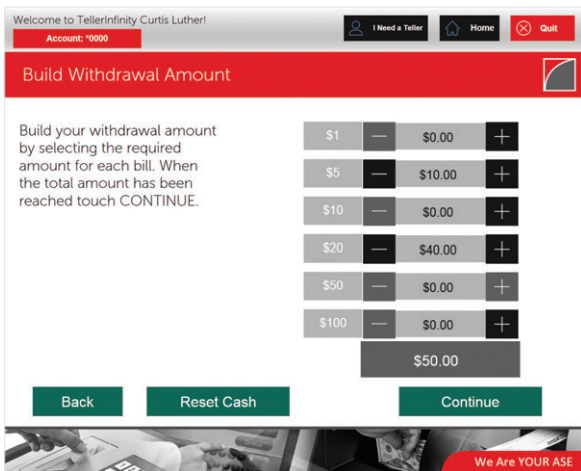 Welcome to TellerInfinity Curtis Luther!
Account: *0000
I Need a Teller
Home
Quit
Build Withdrawal Amount
Build your withdrawal amount
by selecting the required
amount for each bill. When
the total amount has been
reached touch CONTINUE.
$1 — $0.00 +
$5 — $10.00 +
$10 — $0.00 +
$20 — $40.00 +
$50 — $0.00 +
$100 — $0.00 +
$50.00
Back
Reset Cash
Continue
We Are YOUR ASE